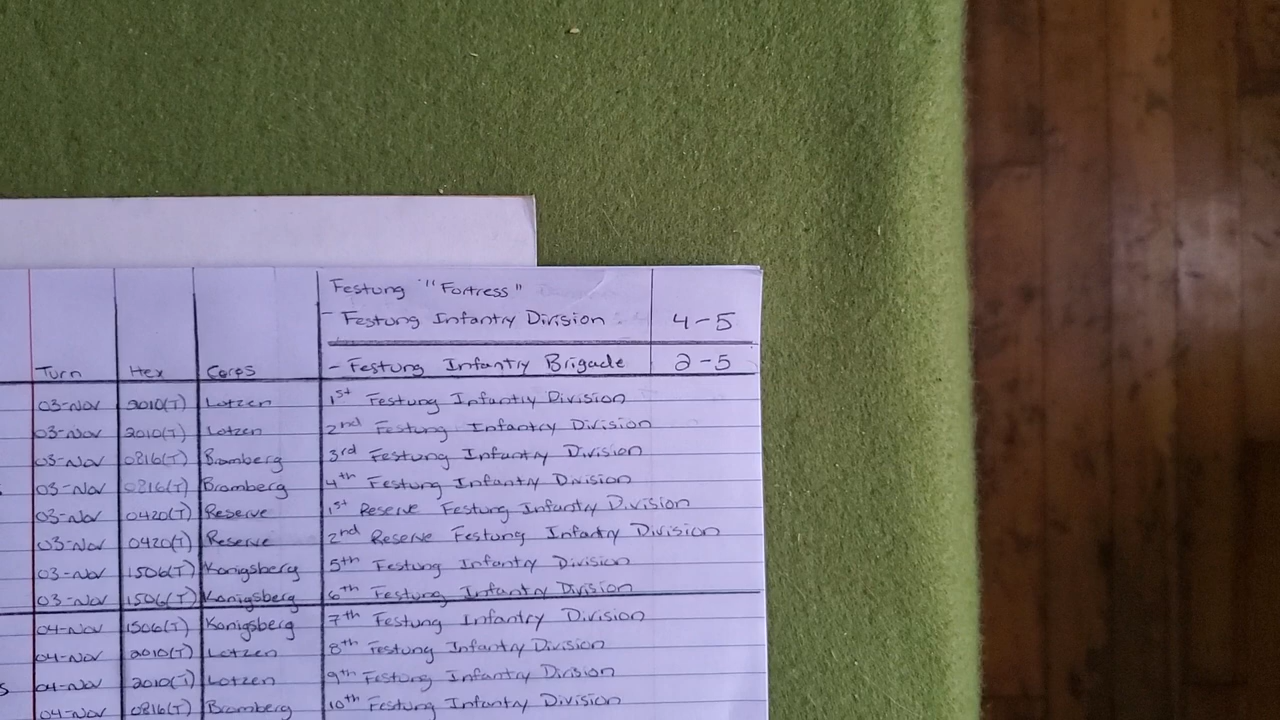 Festung "Fortress"
- Festung Infantry Division 4-5
Turn Hex Corps - Festung Infantry Brigade 2-5
03-Nov 2010(T) Lotzen 1st Festung Infantry Division
03-Nov 2010(T) Lotzen 2nd Festung Infantry Division
03-Nov 0816(T) Bromberg 3rd Festung Infantry Division
03-Nov 0816(T) Bromberg 4th Festung Infantry Division
03-Nov 0420(T) Reserve 1st Reserve Festung Infantry Division
03-Nov 0420(T) Reserve 2nd Reserve Festung Infantry Division
03-Nov 1506(T) Konigsberg 5th Festung Infantry Division
03-Nov 1506(T) Konigsberg 6th Festung Infantry Division
04-Nov 1506(T) Konigsberg 7th Festung Infantry Division
04-Nov 2010(T) Lotzen 8th Festung Infantry Division
s 04-Nov 2010(T) Lotzen 9th Festung Infantry Division
04-Nov 0816(T) Bromberg 10th Festung Infantry Division